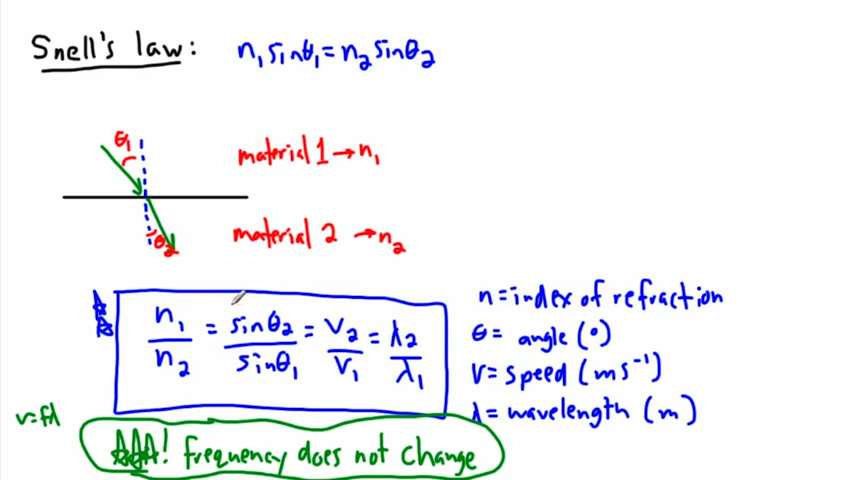 Snell's law: n₁sinθ₁=n₂sinθ₂
θ₁
material 1→n₁
θ₂
material 2 →n₂
n₁/n₂ = sinθ₂/sinθ₁ = v₂/v₁ = λ₂/λ₁
n=index of refraction
θ= angle (°)
V=speed (ms⁻¹)
λ=wavelength (m)
v=fλ
! frequency does not change